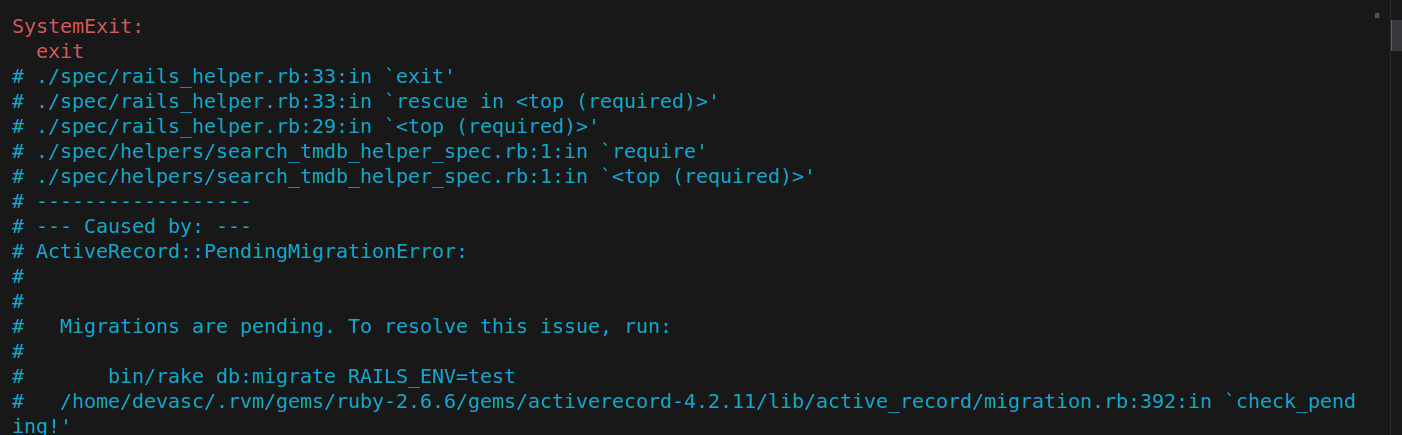 SystemExit:
  exit
# ./spec/rails_helper.rb:33:in `exit'
# ./spec/rails_helper.rb:33:in `rescue in <top (required)>'
# ./spec/rails_helper.rb:29:in `<top (required)>'
# ./spec/helpers/search_tmdb_helper_spec.rb:1:in `require'
# ./spec/helpers/search_tmdb_helper_spec.rb:1:in `<top (required)>'
# ------------------
# --- Caused by: ---
# ActiveRecord::PendingMigrationError:
#
#
#   Migrations are pending. To resolve this issue, run:
#
#       bin/rake db:migrate RAILS_ENV=test
#   /home/devasc/.rvm/gems/ruby-2.6.6/gems/activerecord-4.2.11/lib/active_record/migration.rb:392:in `check_pend
ing!'